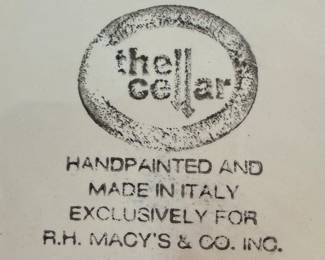 the
cellar
HANDPAINTED AND
MADE IN ITALY
EXCLUSIVELY FOR
R.H. MACY'S & CO. INC.